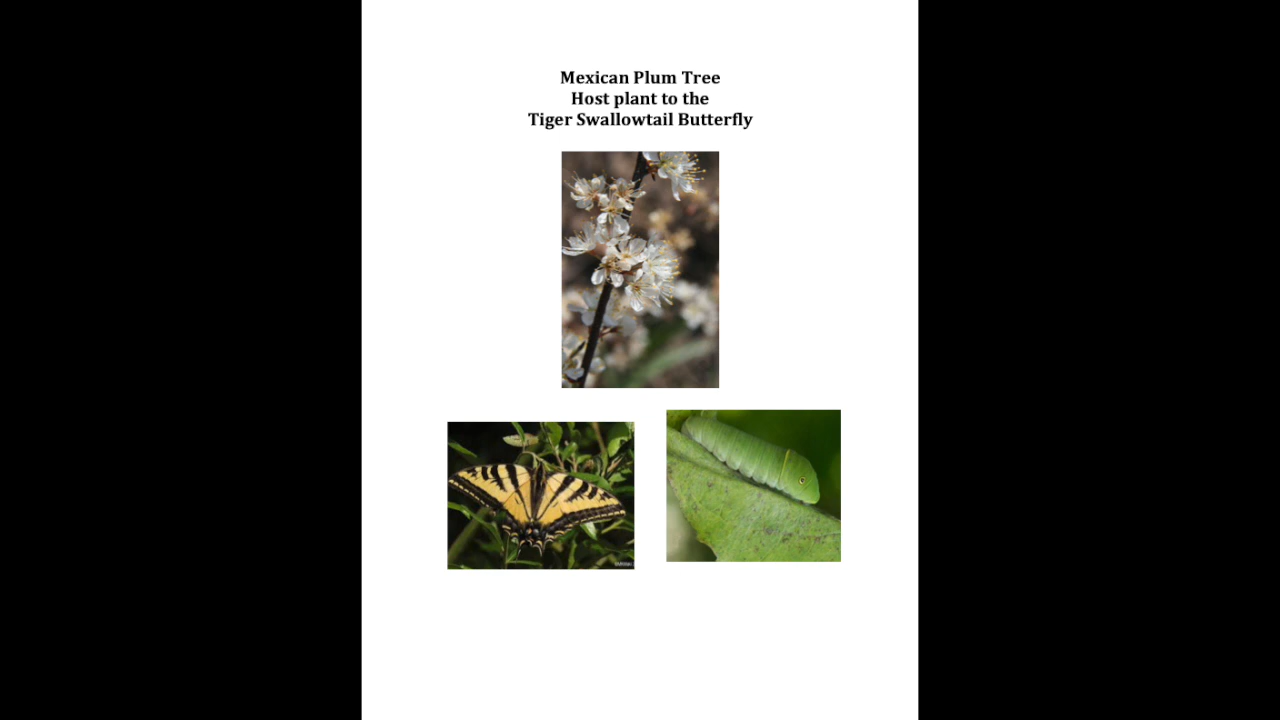 Mexican Plum Tree
Host plant to the
Tiger Swallowtail Butterfly